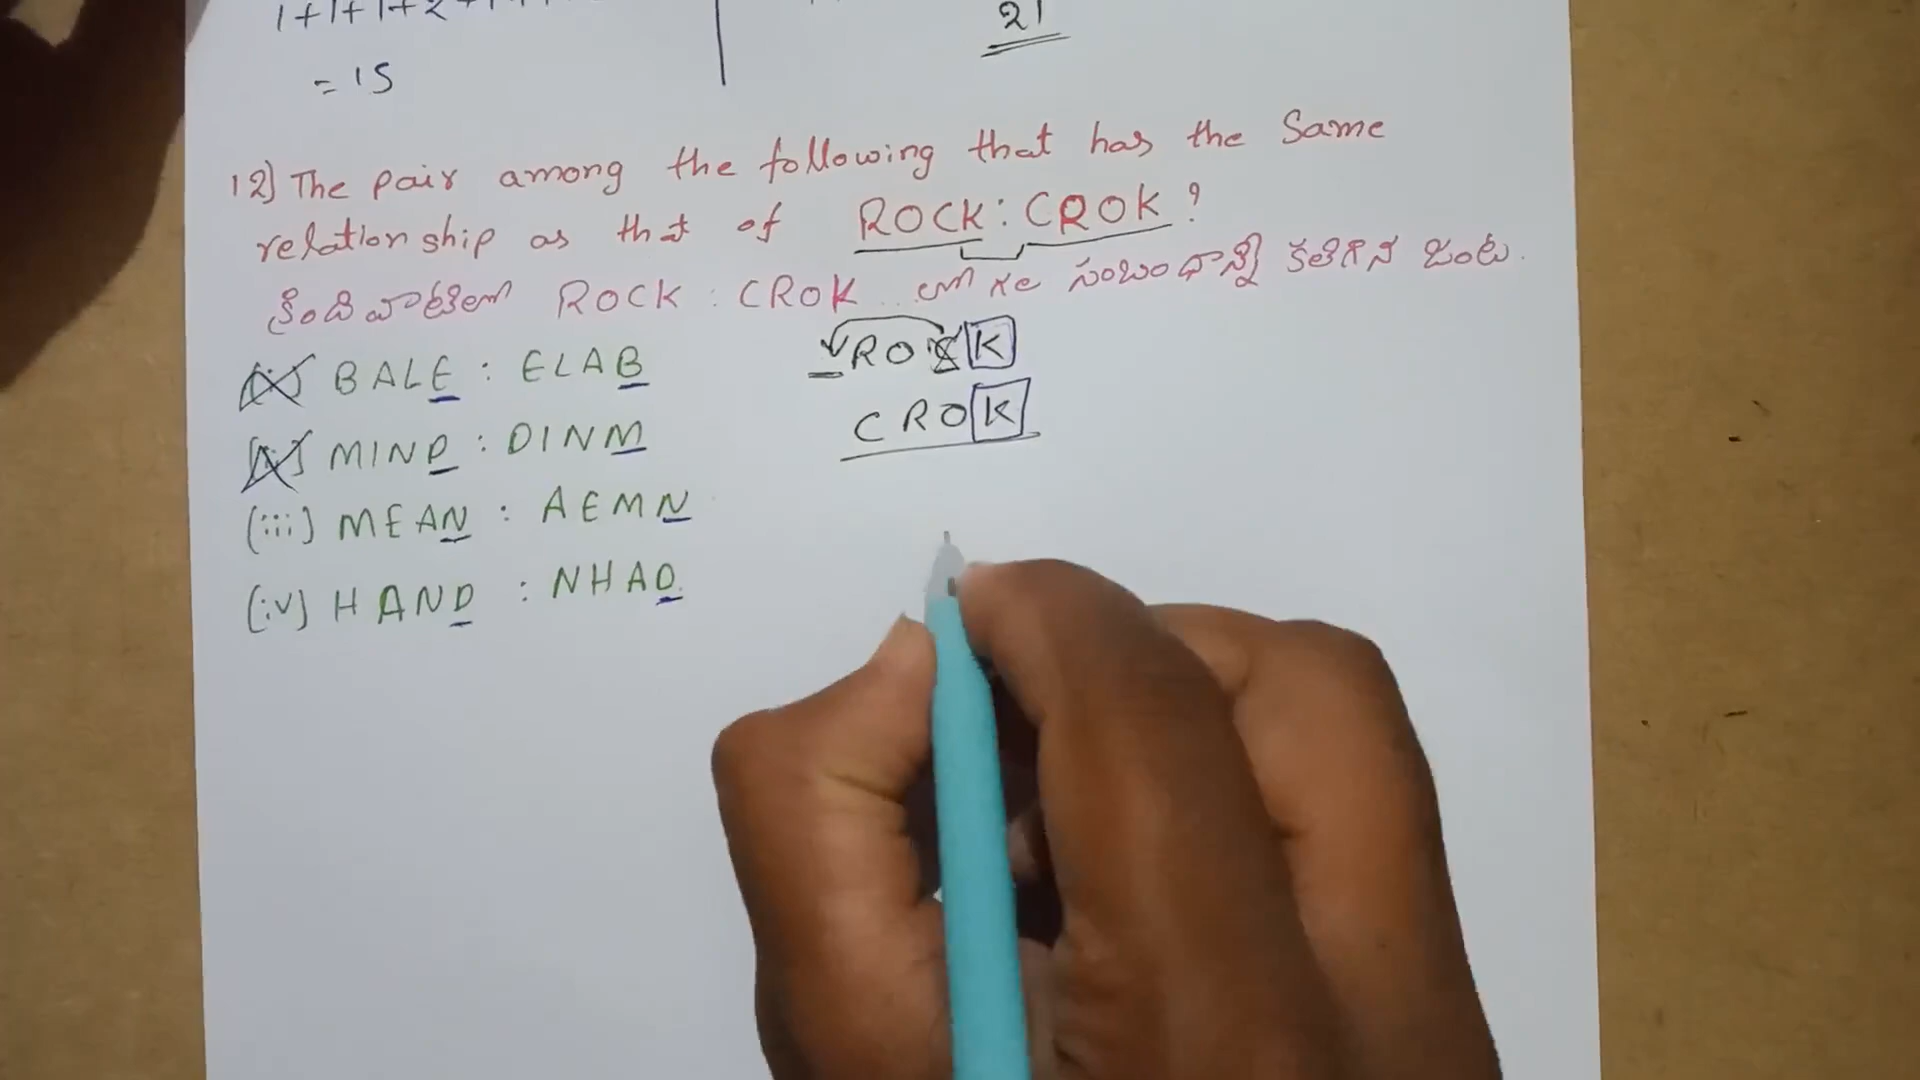 = 15
21
12) The pair among the following that has the Same
relationship as that of ROCK : CROK ?
క్రింది వాటిలో ROCK : CROK లాగా సంబంధాన్ని కలిగిన జంట.
(i) BALE : ELAB
(ii) MIND : DINM
(iii) MEAN : AEMN
(iv) HAND : NHAD
ROCK
CROK